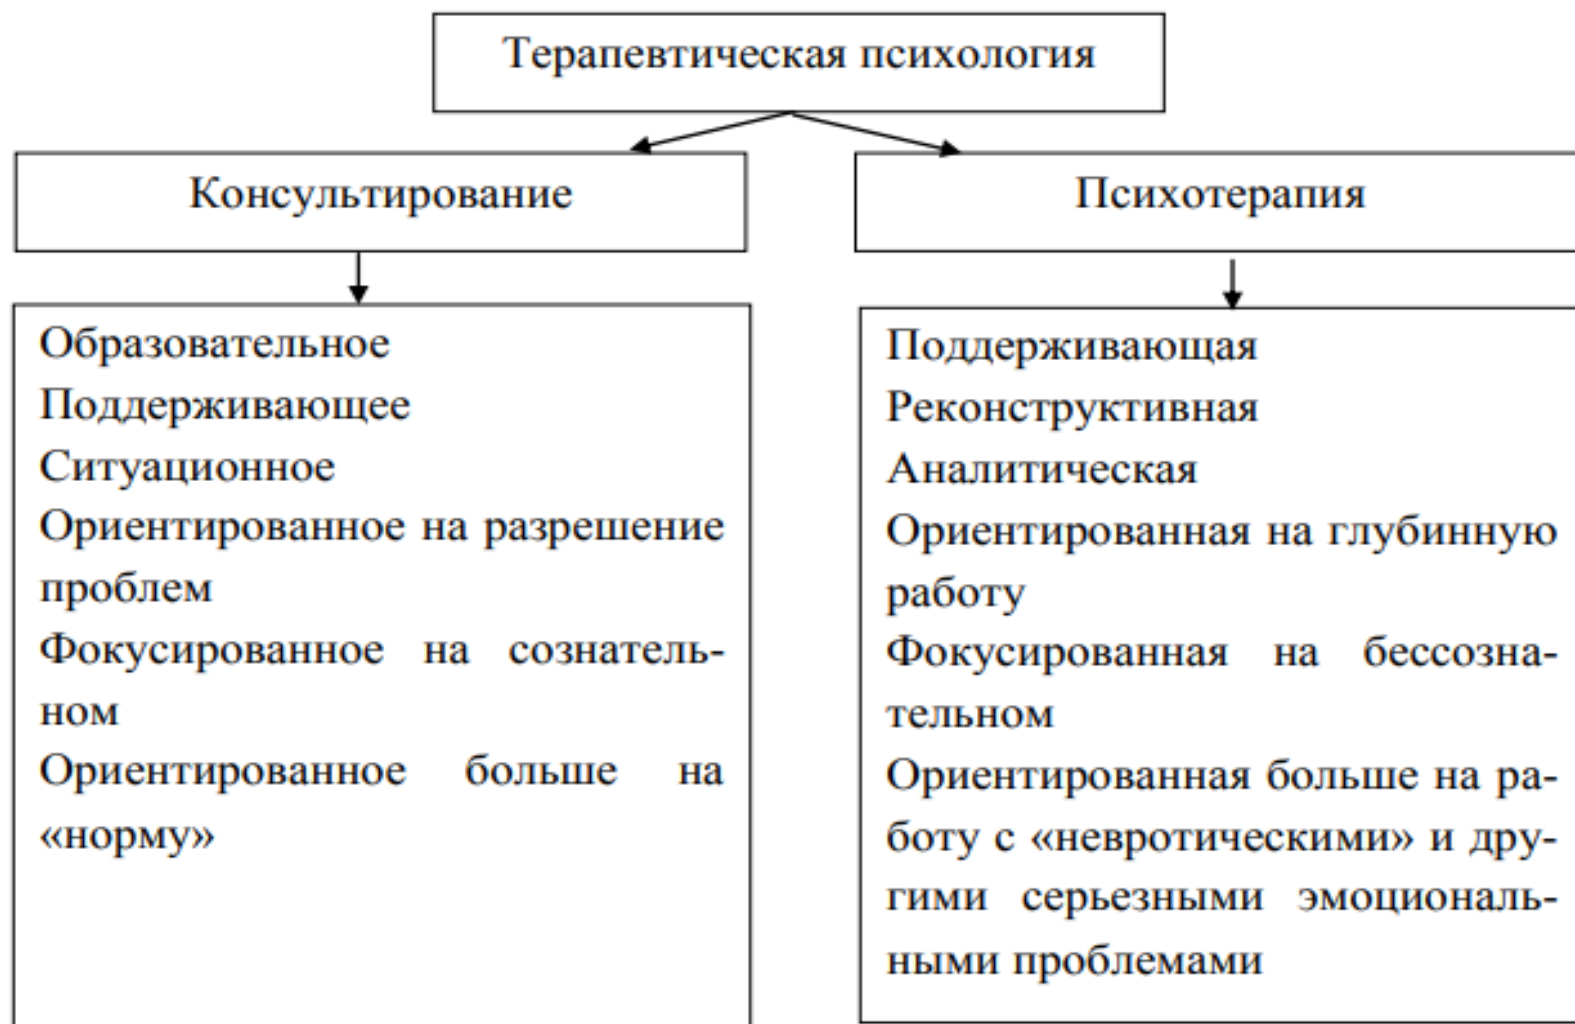 Терапевтическая психология
Консультирование
Психотерапия
Образовательное
Поддерживающее
Ситуационное
Ориентированное на разрешение
проблем
Фокусированное на сознатель-
ном
Ориентированное больше на
«норму»
Поддерживающая
Реконструктивная
Аналитическая
Ориентированная на глубинную
работу
Фокусированная на бессозна-
тельном
Ориентированная больше на ра-
боту с «невротическими» и дру-
гими серьезными эмоциональ-
ными проблемами